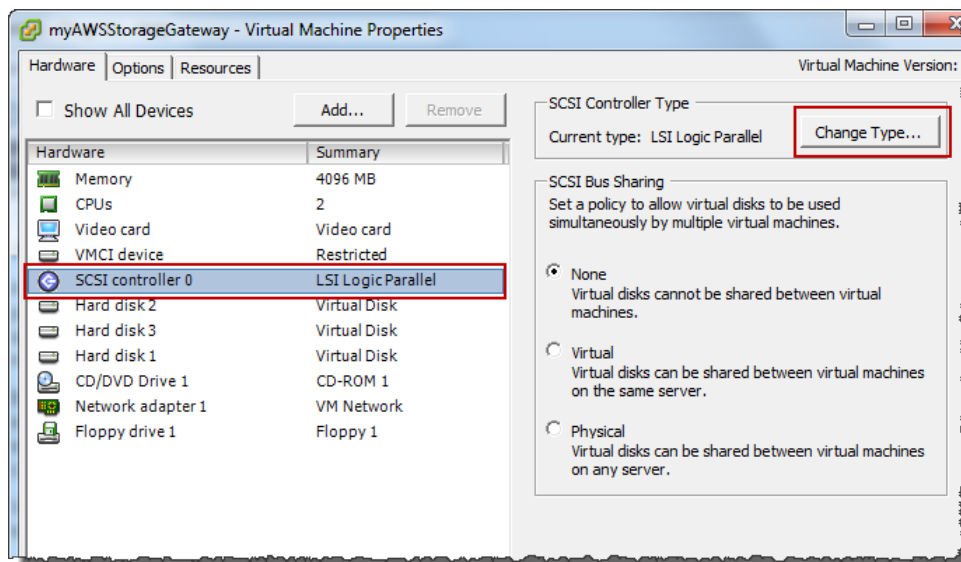 myAWSStorageGateway - Virtual Machine Properties
Hardware Options Resources
Virtual Machine Version:
Show All Devices Add... Remove
Hardware Summary
Memory 4096 MB
CPUs 2
Video card Video card
VMCI device Restricted
SCSI controller 0 LSI Logic Parallel
Hard disk 2 Virtual Disk
Hard disk 3 Virtual Disk
Hard disk 1 Virtual Disk
CD/DVD Drive 1 CD-ROM 1
Network adapter 1 VM Network
Floppy drive 1 Floppy 1
SCSI Controller Type
Current type: LSI Logic Parallel Change Type...
SCSI Bus Sharing
Set a policy to allow virtual disks to be used
simultaneously by multiple virtual machines.
None
Virtual disks cannot be shared between virtual
machines.
Virtual
Virtual disks can be shared between virtual machines
on the same server.
Physical
Virtual disks can be shared between virtual machines
on any server.